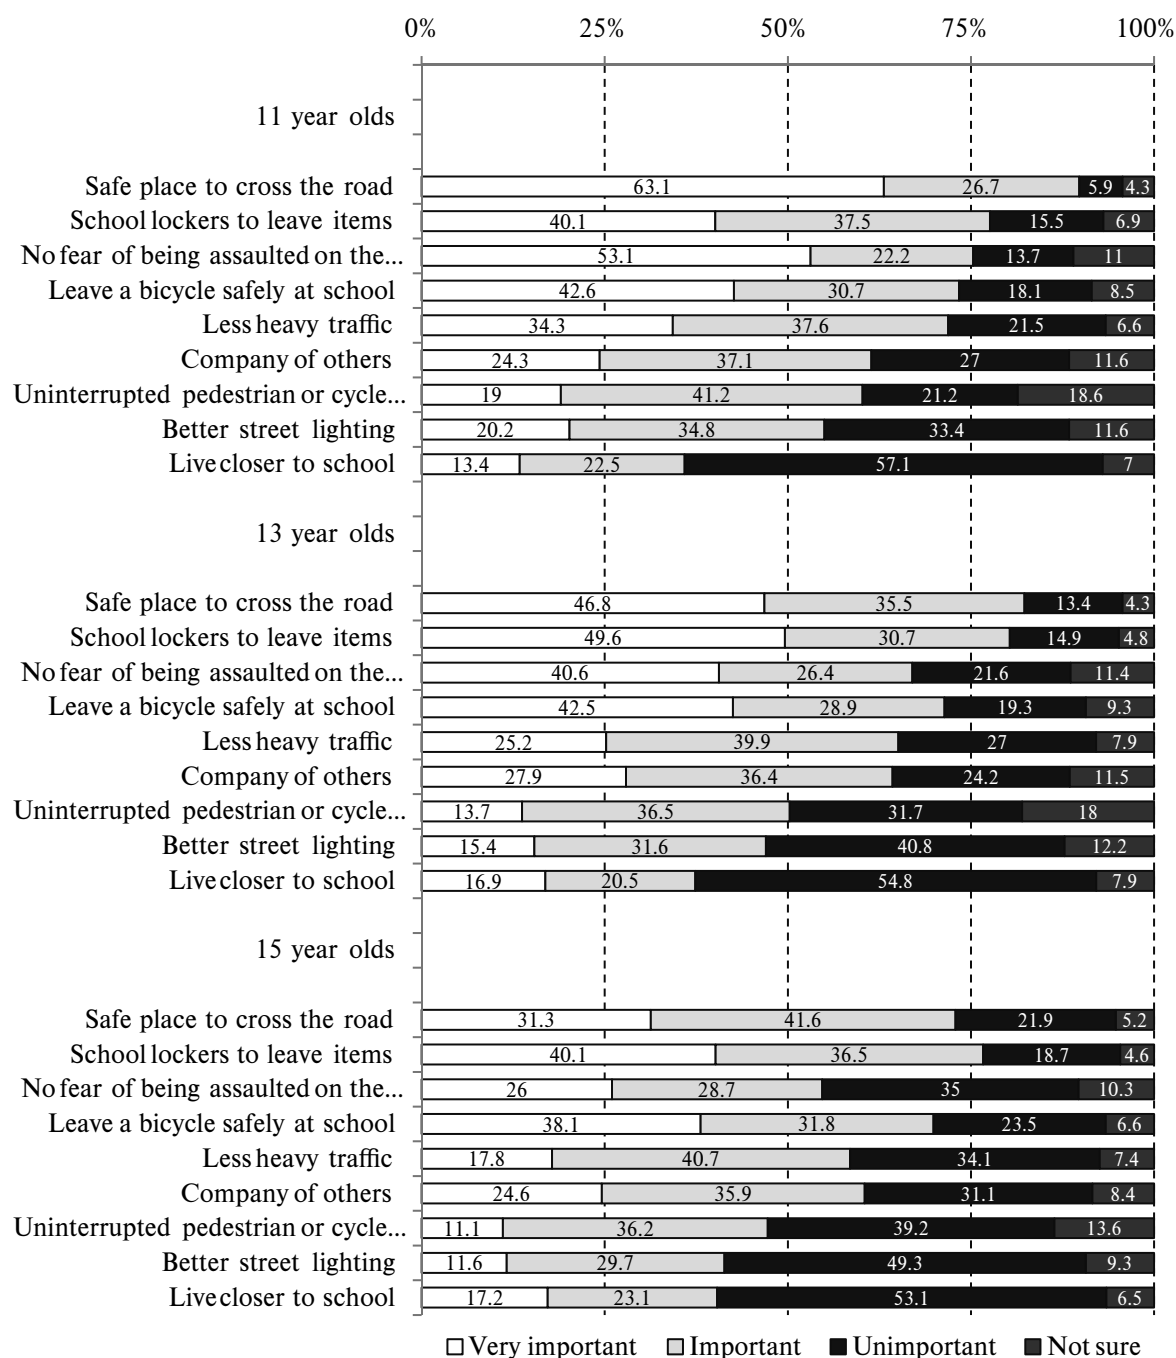 0% 25% 50% 75% 100%
11 year olds
Safe place to cross the road 63.1 26.7 5.9 4.3
School lockers to leave items 40.1 37.5 15.5 6.9
No fear of being assaulted on the... 53.1 22.2 13.7 11
Leave a bicycle safely at school 42.6 30.7 18.1 8.5
Less heavy traffic 34.3 37.6 21.5 6.6
Company of others 24.3 37.1 27 11.6
Uninterrupted pedestrian or cycle... 19 41.2 21.2 18.6
Better street lighting 20.2 34.8 33.4 11.6
Live closer to school 13.4 22.5 57.1 7
13 year olds
Safe place to cross the road 46.8 35.5 13.4 4.3
School lockers to leave items 49.6 30.7 14.9 4.8
No fear of being assaulted on the... 40.6 26.4 21.6 11.4
Leave a bicycle safely at school 42.5 28.9 19.3 9.3
Less heavy traffic 25.2 39.9 27 7.9
Company of others 27.9 36.4 24.2 11.5
Uninterrupted pedestrian or cycle... 13.7 36.5 31.7 18
Better street lighting 15.4 31.6 40.8 12.2
Live closer to school 16.9 20.5 54.8 7.9
15 year olds
Safe place to cross the road 31.3 41.6 21.9 5.2
School lockers to leave items 40.1 36.5 18.7 4.6
No fear of being assaulted on the... 26 28.7 35 10.3
Leave a bicycle safely at school 38.1 31.8 23.5 6.6
Less heavy traffic 17.8 40.7 34.1 7.4
Company of others 24.6 35.9 31.1 8.4
Uninterrupted pedestrian or cycle... 11.1 36.2 39.2 13.6
Better street lighting 11.6 29.7 49.3 9.3
Live closer to school 17.2 23.1 53.1 6.5
Very important Important Unimportant Not sure